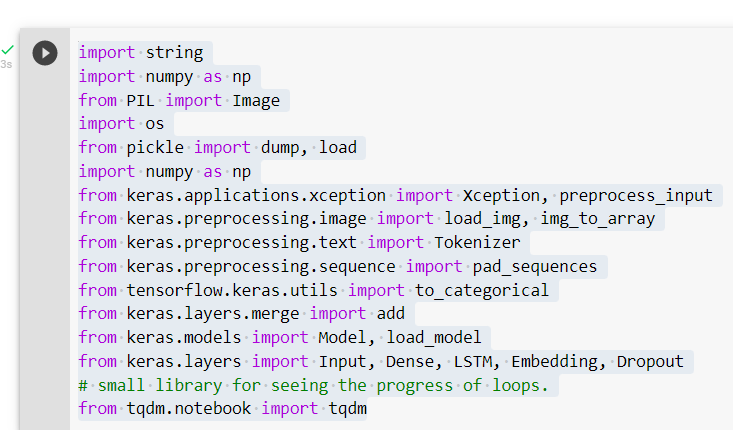 3s
import string
import numpy as np
from PIL import Image
import os
from pickle import dump, load
import numpy as np
from keras.applications.xception import Xception, preprocess_input
from keras.preprocessing.image import load_img, img_to_array
from keras.preprocessing.text import Tokenizer
from keras.preprocessing.sequence import pad_sequences
from tensorflow.keras.utils import to_categorical
from keras.layers.merge import add
from keras.models import Model, load_model
from keras.layers import Input, Dense, LSTM, Embedding, Dropout
# small library for seeing the progress of loops.
from tqdm.notebook import tqdm